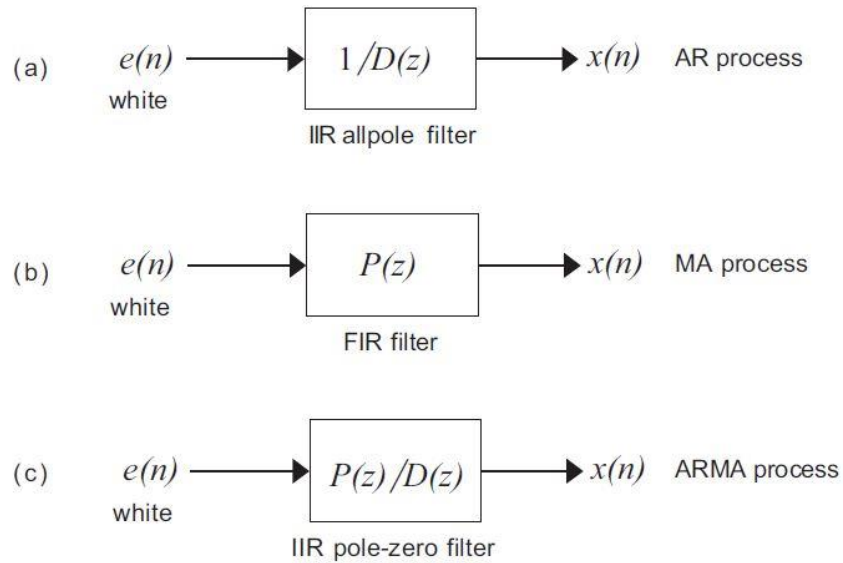 (a) e(n) 1/D(z) x(n) AR process
white
IIR allpole filter
(b) e(n) P(z) x(n) MA process
white
FIR filter
(c) e(n) P(z)/D(z) x(n) ARMA process
white
IIR pole-zero filter